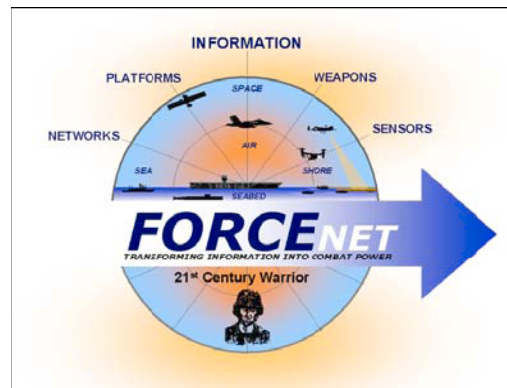 INFORMATION
PLATFORMS
WEAPONS
NETWORKS
SENSORS
SPACE
AIR
SEA
SHORE
SEABED
FORCENET
TRANSFORMING INFORMATION INTO COMBAT POWER
21st Century Warrior